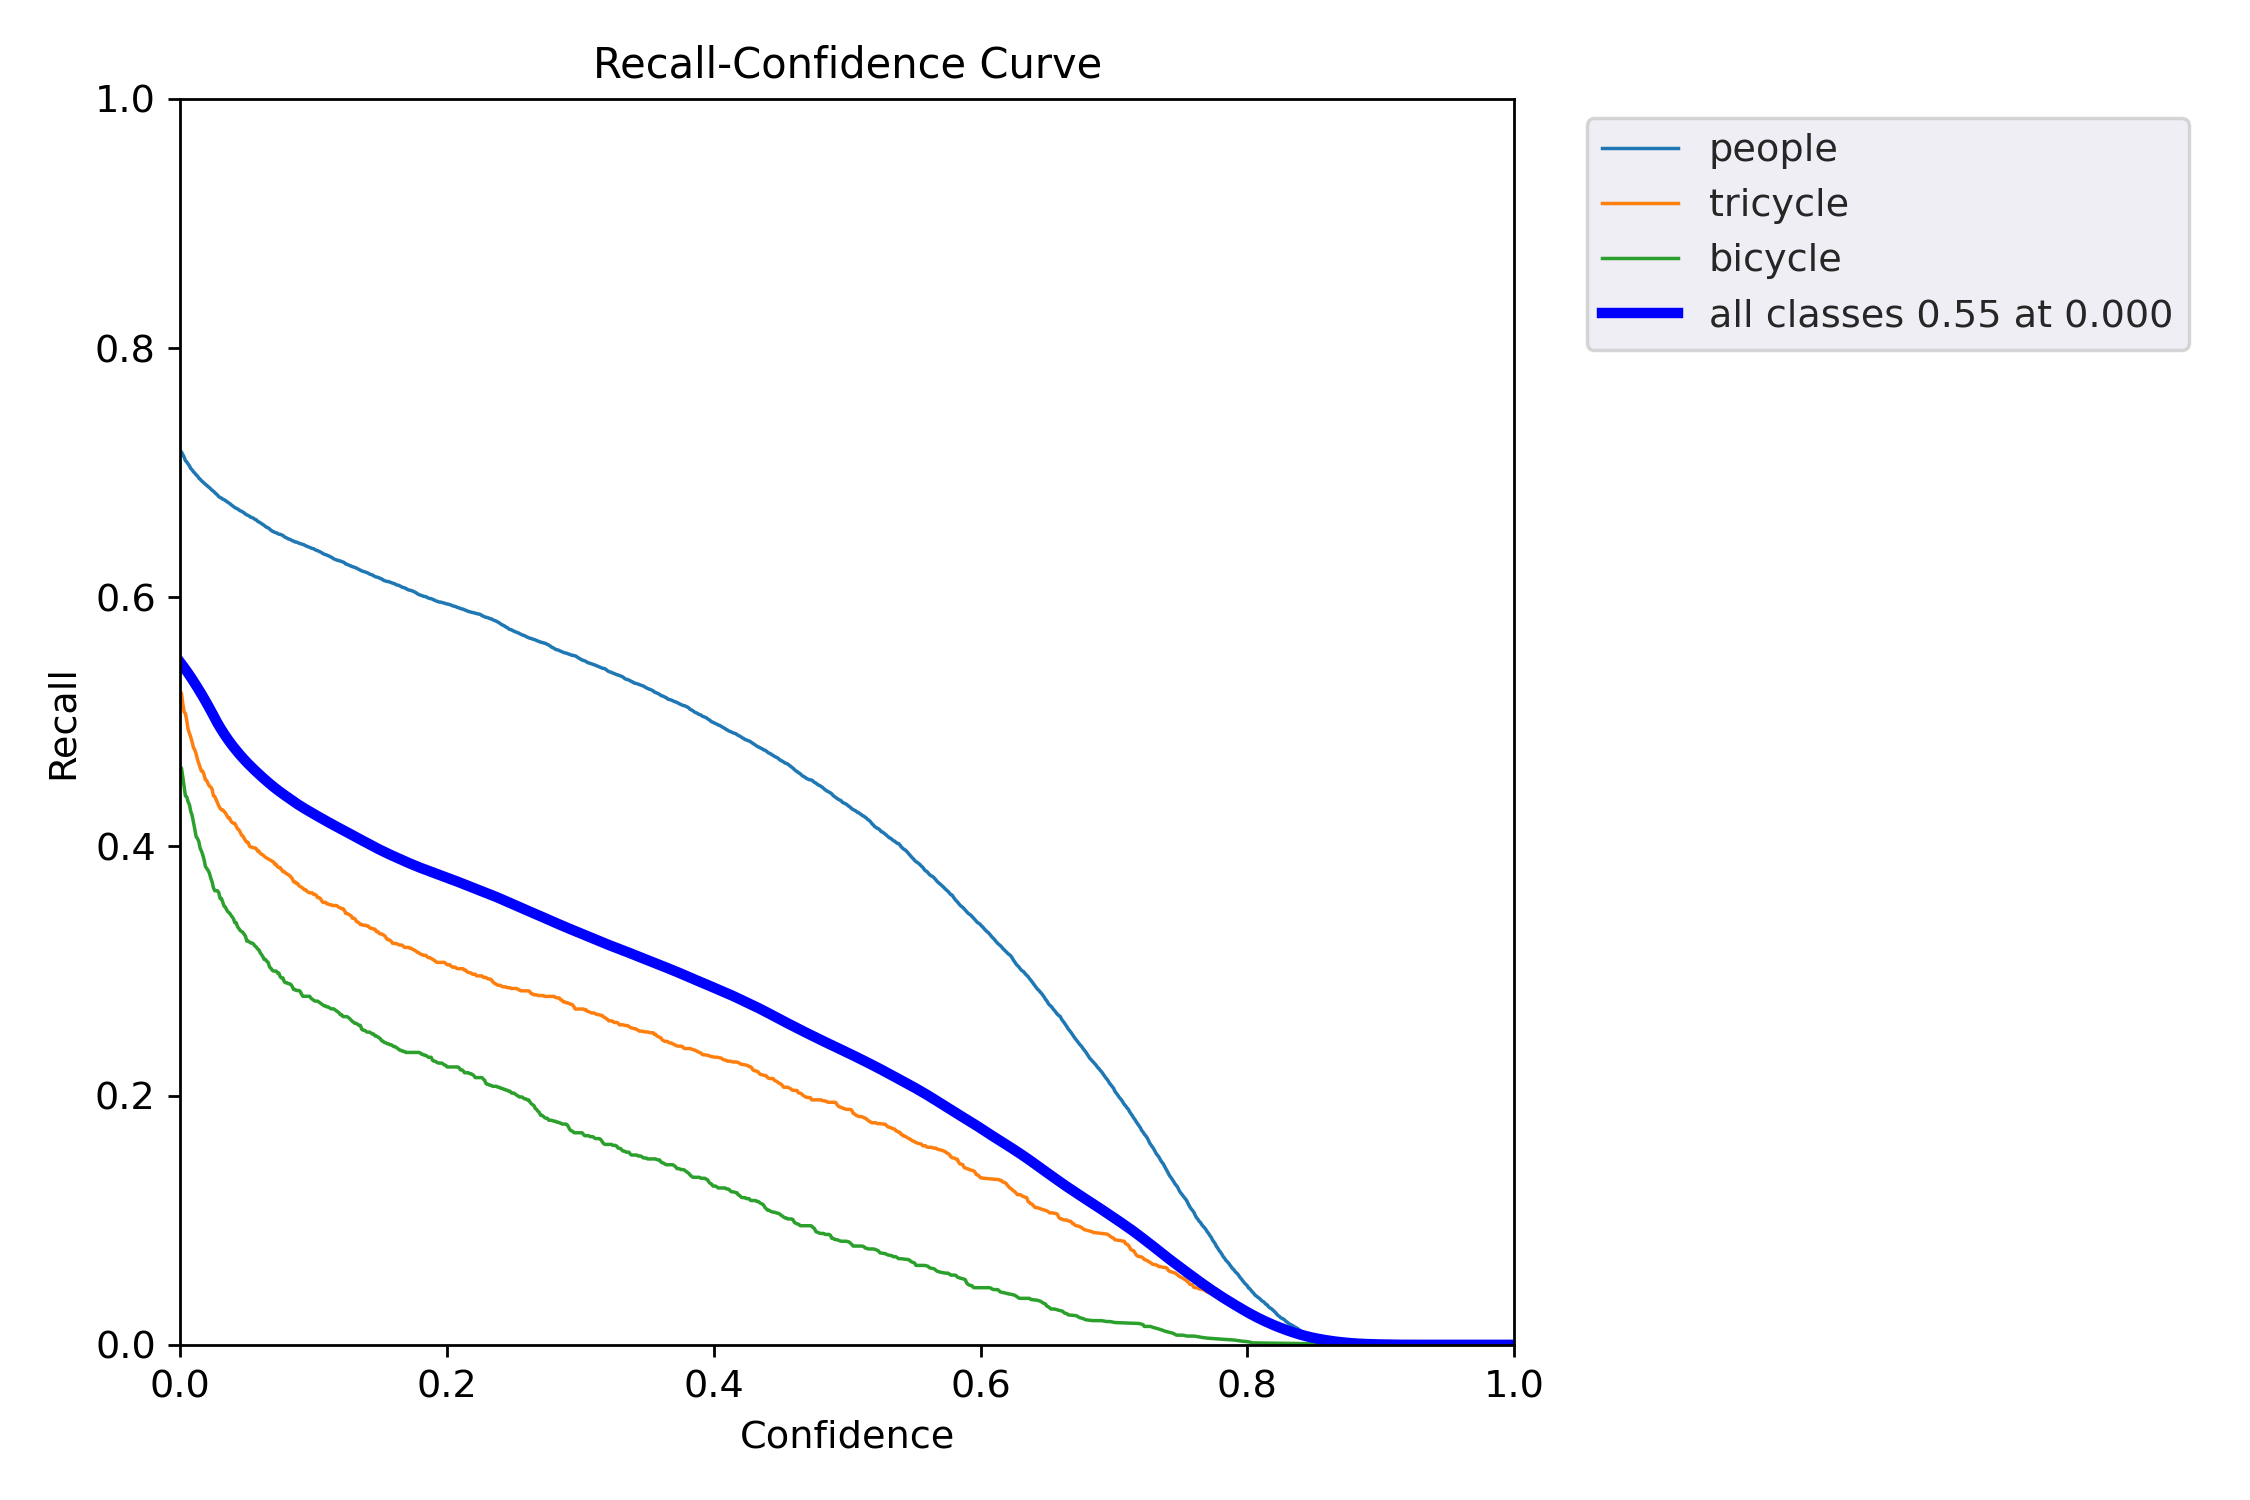 Recall-Confidence Curve
1.0
0.8
0.6
0.4
0.2
0.0
Recall
0.0 0.2 0.4 0.6 0.8 1.0
Confidence
people
tricycle
bicycle
all classes 0.55 at 0.000